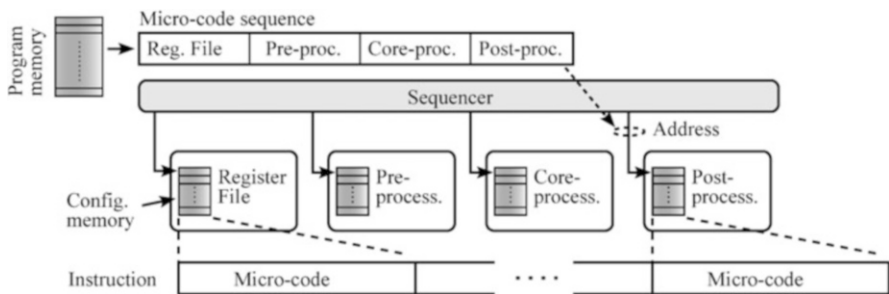 Micro-code sequence
Program
memory
Reg. File Pre-proc. Core-proc. Post-proc.
Sequencer
Address
Register
File
Pre-
process.
Core-
process.
Post-
process.
Config.
memory
Instruction Micro-code . . . . Micro-code